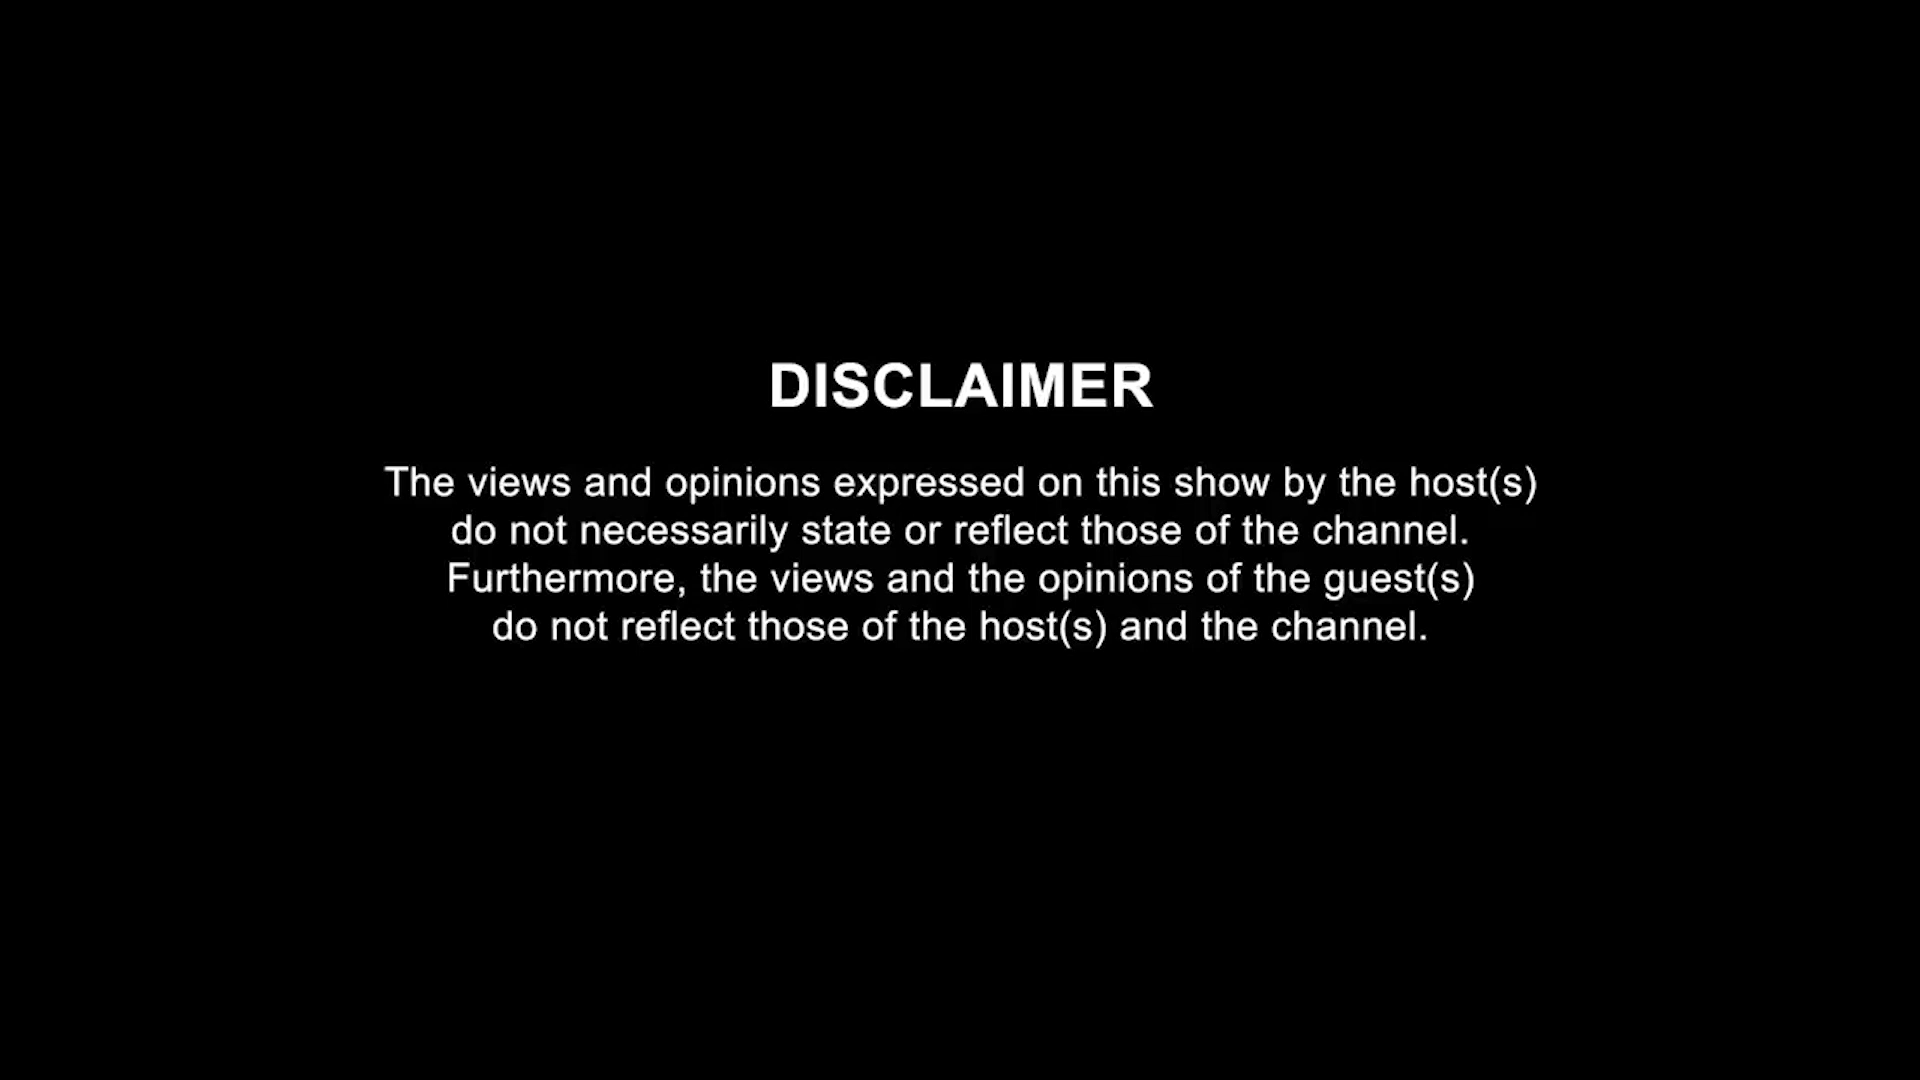 DISCLAIMER
The views and opinions expressed on this show by the host(s)
do not necessarily state or reflect those of the channel.
Furthermore, the views and the opinions of the guest(s)
do not reflect those of the host(s) and the channel.